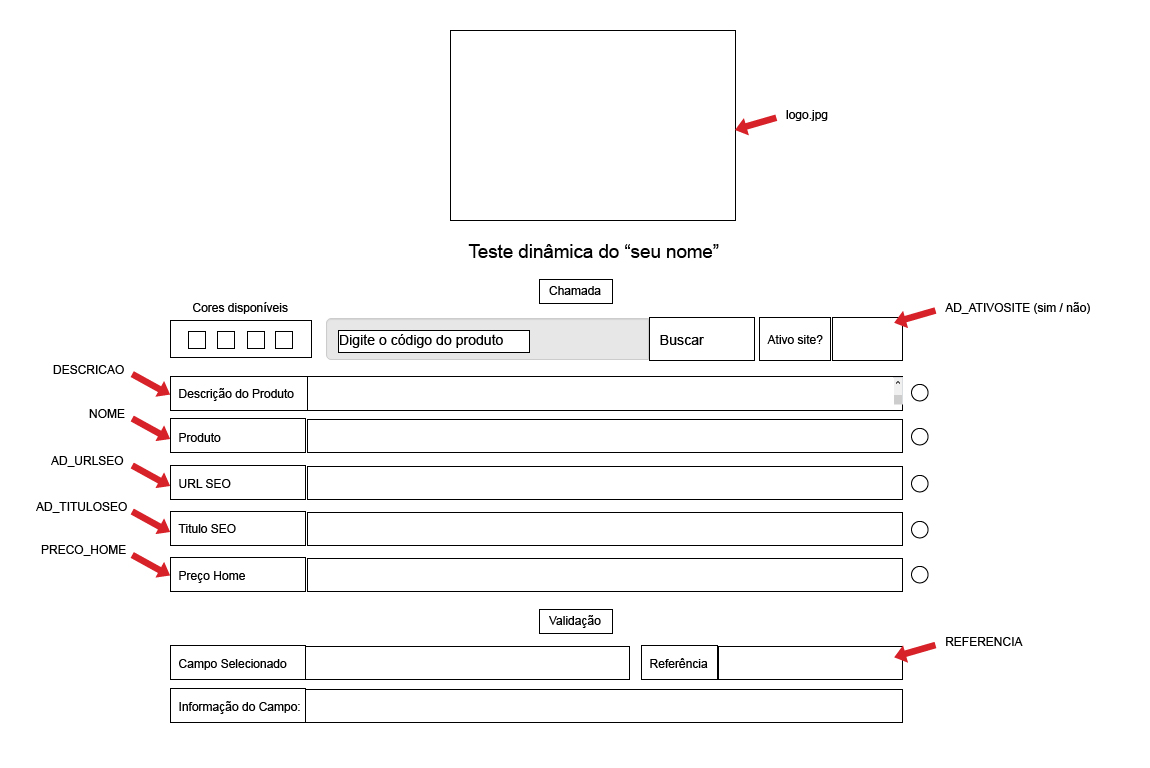 logo.jpg
Teste dinâmica do “seu nome”
Chamada
Cores disponíveis
AD_ATIVOSITE (sim / não)
Digite o código do produto
Buscar
Ativo site?
DESCRICAO
Descrição do Produto
NOME
Produto
AD_URLSEO
URL SEO
AD_TITULOSEO
Titulo SEO
PRECO_HOME
Preço Home
Validação
REFERENCIA
Campo Selecionado
Referência
Informação do Campo: